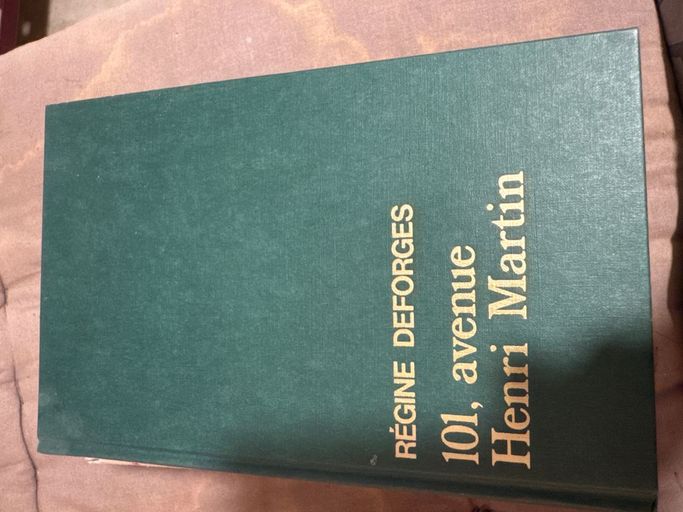 RÉGINE DEFORGES
101, avenue
Henri Martin